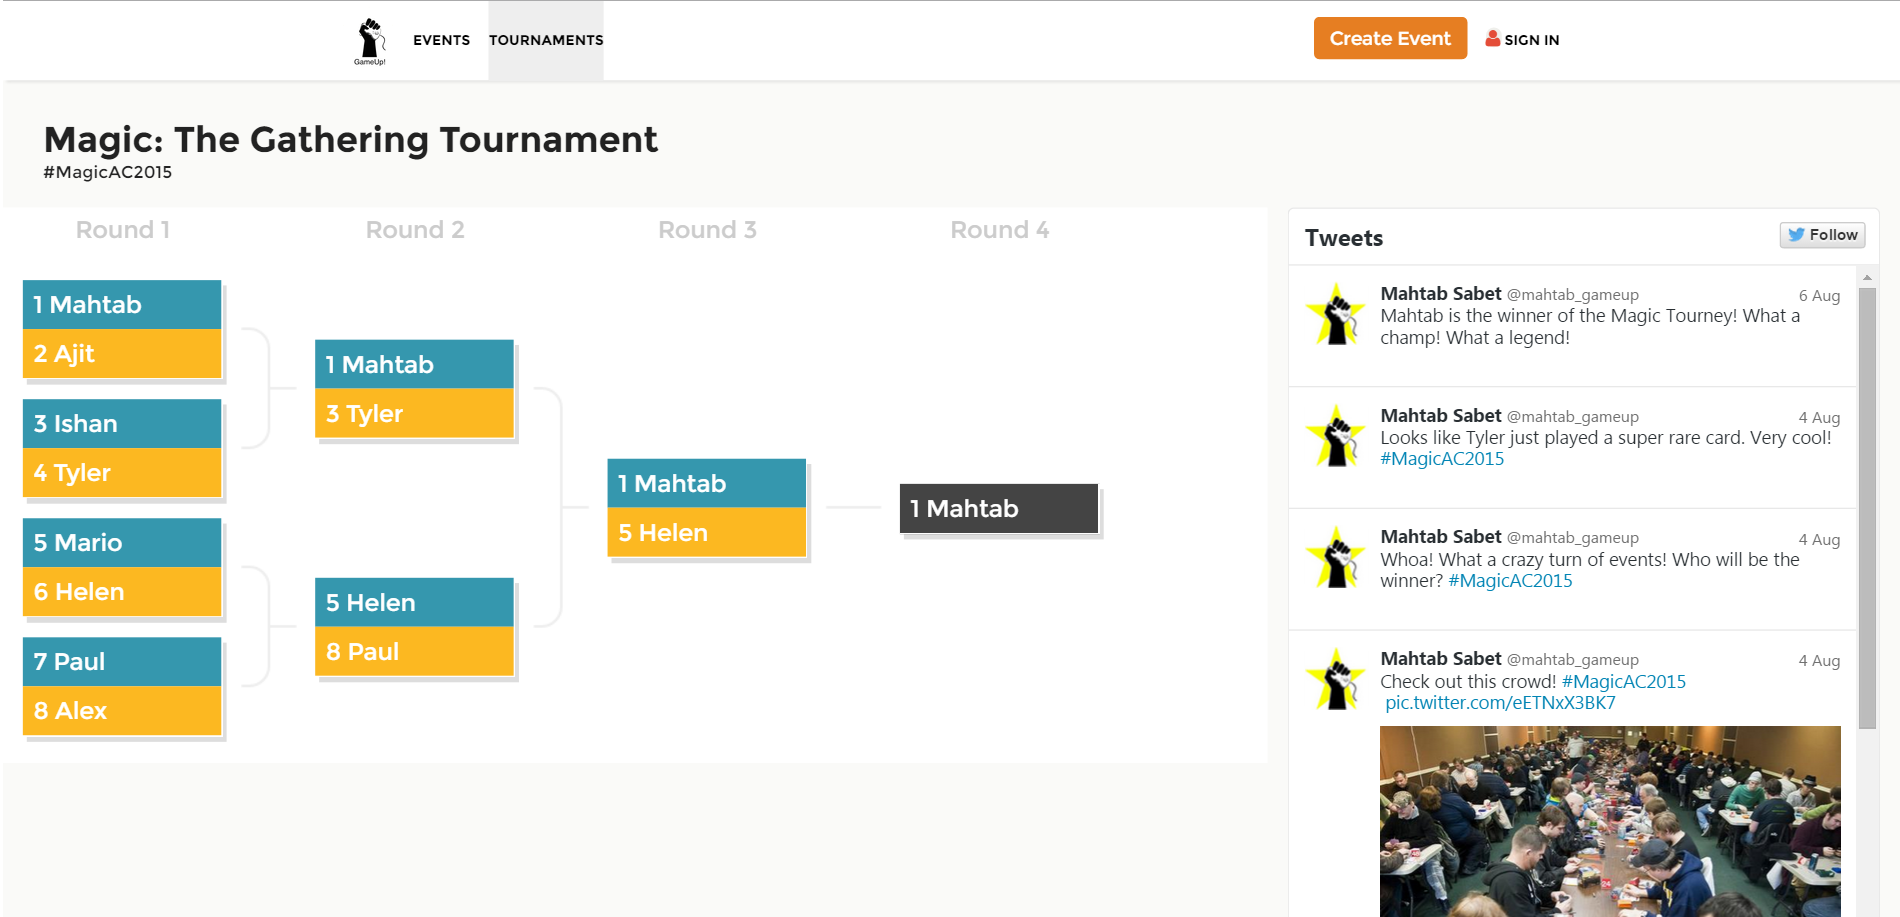 GameUp!
EVENTS
TOURNAMENTS
Create Event
SIGN IN
Magic: The Gathering Tournament
#MagicAC2015
Round 1
Round 2
Round 3
Round 4
1 Mahtab
2 Ajit
3 Ishan
4 Tyler
5 Mario
6 Helen
7 Paul
8 Alex
1 Mahtab
3 Tyler
5 Helen
8 Paul
1 Mahtab
5 Helen
1 Mahtab
Tweets
Follow
Mahtab Sabet @mahtab_gameup 6 Aug
Mahtab is the winner of the Magic Tourney! What a
champ! What a legend!
Mahtab Sabet @mahtab_gameup 4 Aug
Looks like Tyler just played a super rare card. Very cool!
#MagicAC2015
Mahtab Sabet @mahtab_gameup 4 Aug
Whoa! What a crazy turn of events! Who will be the
winner? #MagicAC2015
Mahtab Sabet @mahtab_gameup 4 Aug
Check out this crowd! #MagicAC2015
pic.twitter.com/eETNxX3BK7
24